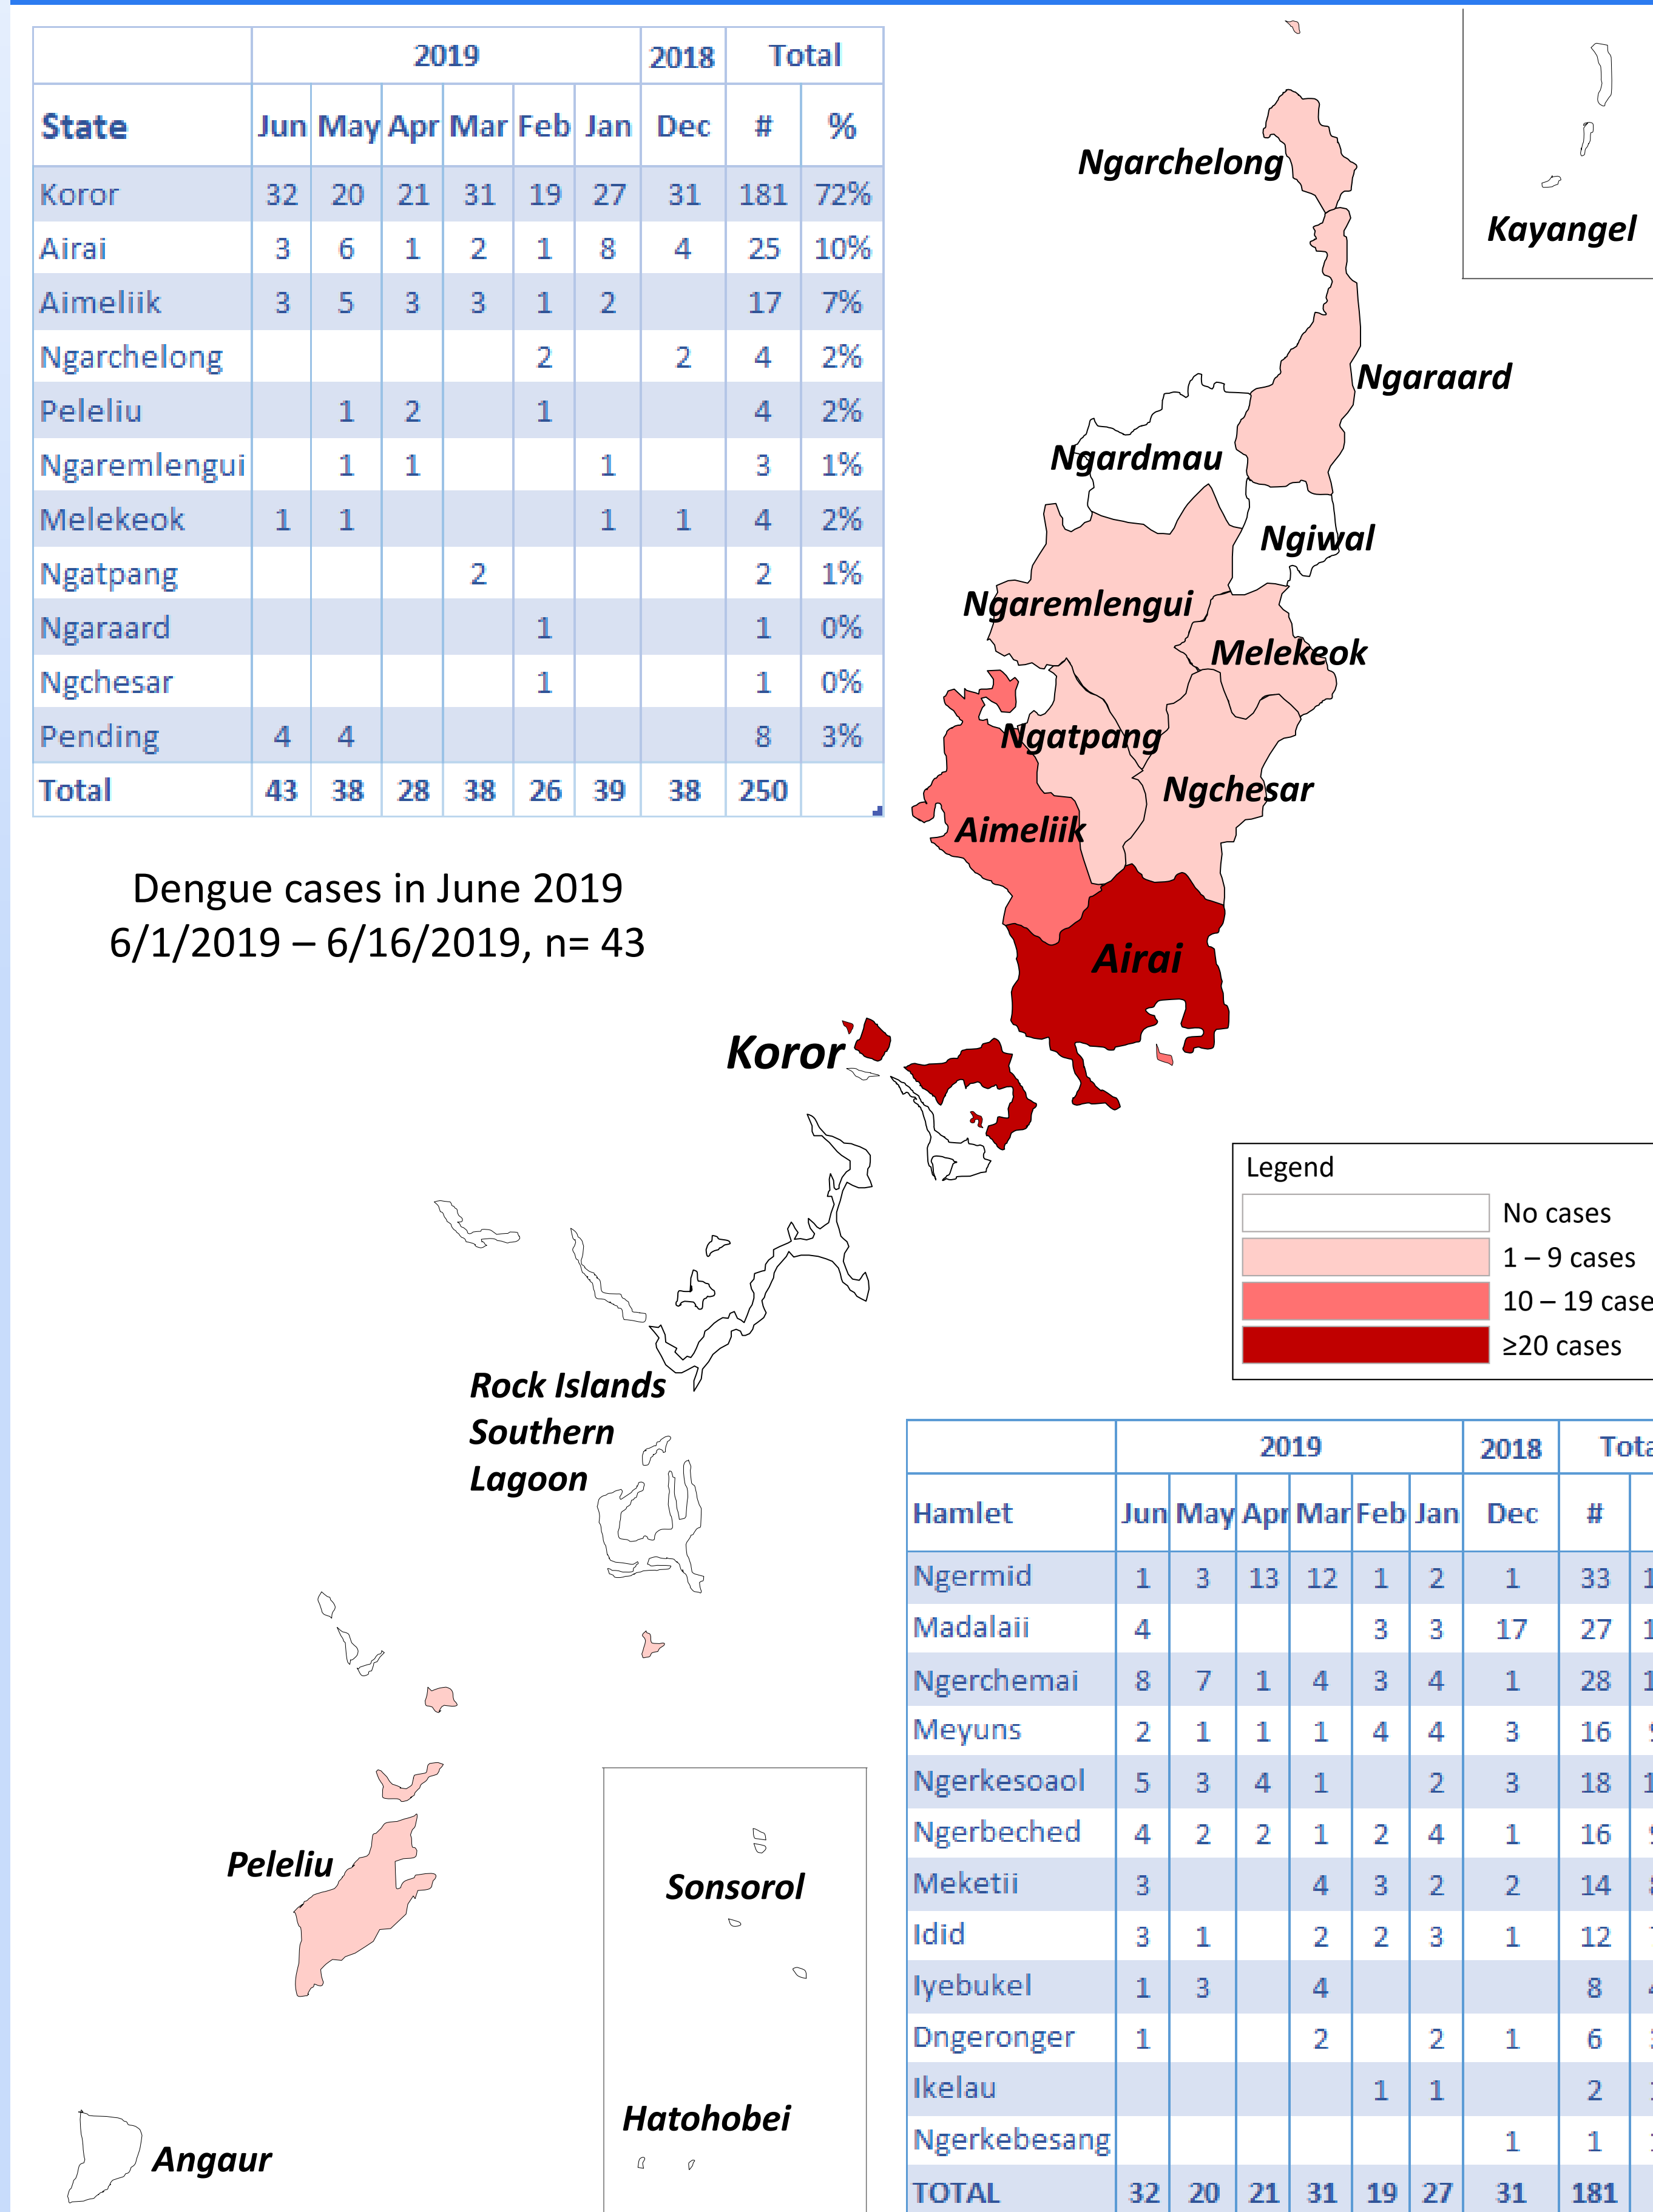 2019 2018 Total
State Jun May Apr Mar Feb Jan Dec # %
Koror 32 20 21 31 19 27 31 181 72%
Airai 3 6 1 2 1 8 4 25 10%
Aimeliik 3 5 3 3 1 2 17 7%
Ngarchelong 2 2 4 2%
Peleliu 1 2 1 4 2%
Ngaremlengui 1 1 1 3 1%
Melekeok 1 1 1 1 4 2%
Ngatpang 2 2 1%
Ngaraard 1 1 0%
Ngchesar 1 1 0%
Pending 4 4 8 3%
Total 43 38 28 38 26 39 38 250
Dengue cases in June 2019
6/1/2019 – 6/16/2019, n= 43
Ngarchelong
Kayangel
Ngaraard
Ngardmau
Ngiwal
Ngaremlengui
Melekeok
Ngatpang
Ngchesar
Aimeliik
Airai
Koror
Legend
No cases
1 – 9 cases
10 – 19 case
≥20 cases
Rock Islands
Southern
Lagoon
Peleliu
Sonsorol
Hatohobei
Angaur
2019 2018 Tota
Hamlet Jun May Apr Mar Feb Jan Dec #
Ngermid 1 3 13 12 1 2 1 33
Madalaii 4 3 3 17 27
Ngerchemai 8 7 1 4 3 4 1 28
Meyuns 2 1 1 1 4 4 3 16
Ngerkesoaol 5 3 4 1 2 3 18
Ngerbeched 4 2 2 1 2 4 1 16
Meketii 3 4 3 2 2 14
Idid 3 1 2 2 3 1 12
Iyebukel 1 3 4 8
Dngeronger 1 2 2 1 6
Ikelau 1 1 2
Ngerkebesang 1 1
TOTAL 32 20 21 31 19 27 31 181